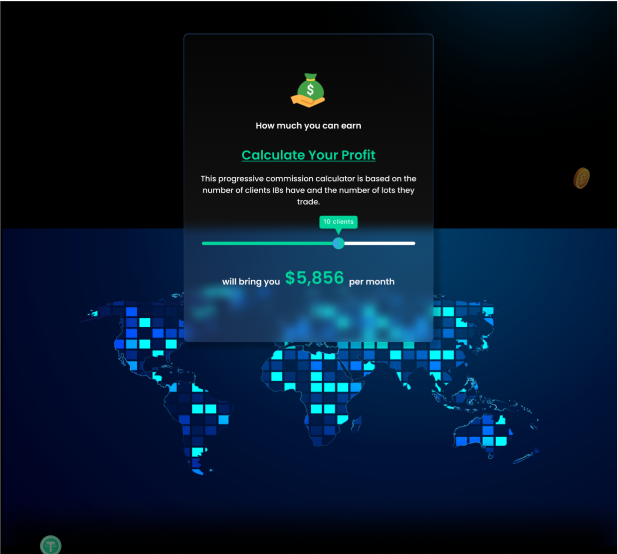 $
How much you can earn
Calculate Your Profit
This progressive commission calculator is based on the
number of clients IBs have and the number of lots they
trade.
10 clients
will bring you $5,856 per month